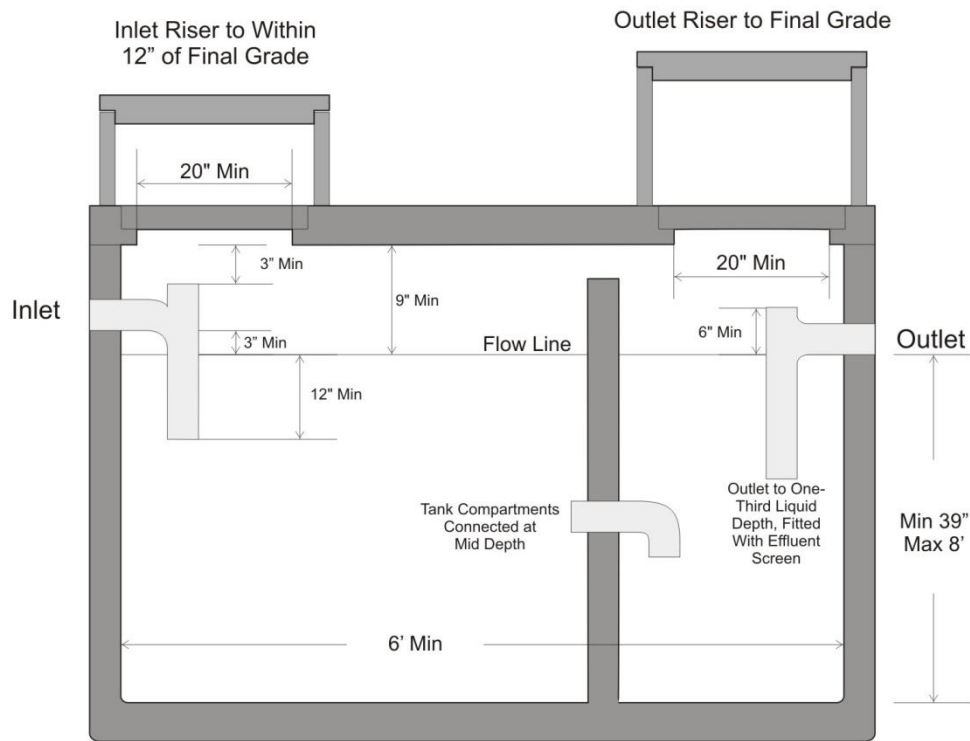 Inlet Riser to Within
12” of Final Grade
Outlet Riser to Final Grade
20" Min
3” Min
9" Min
20" Min
Inlet
3” Min
6" Min
Flow Line
Outlet
12" Min
Tank Compartments
Connected at
Mid Depth
Outlet to One-
Third Liquid
Depth, Fitted
With Effluent
Screen
Min 39”
Max 8’
6’ Min